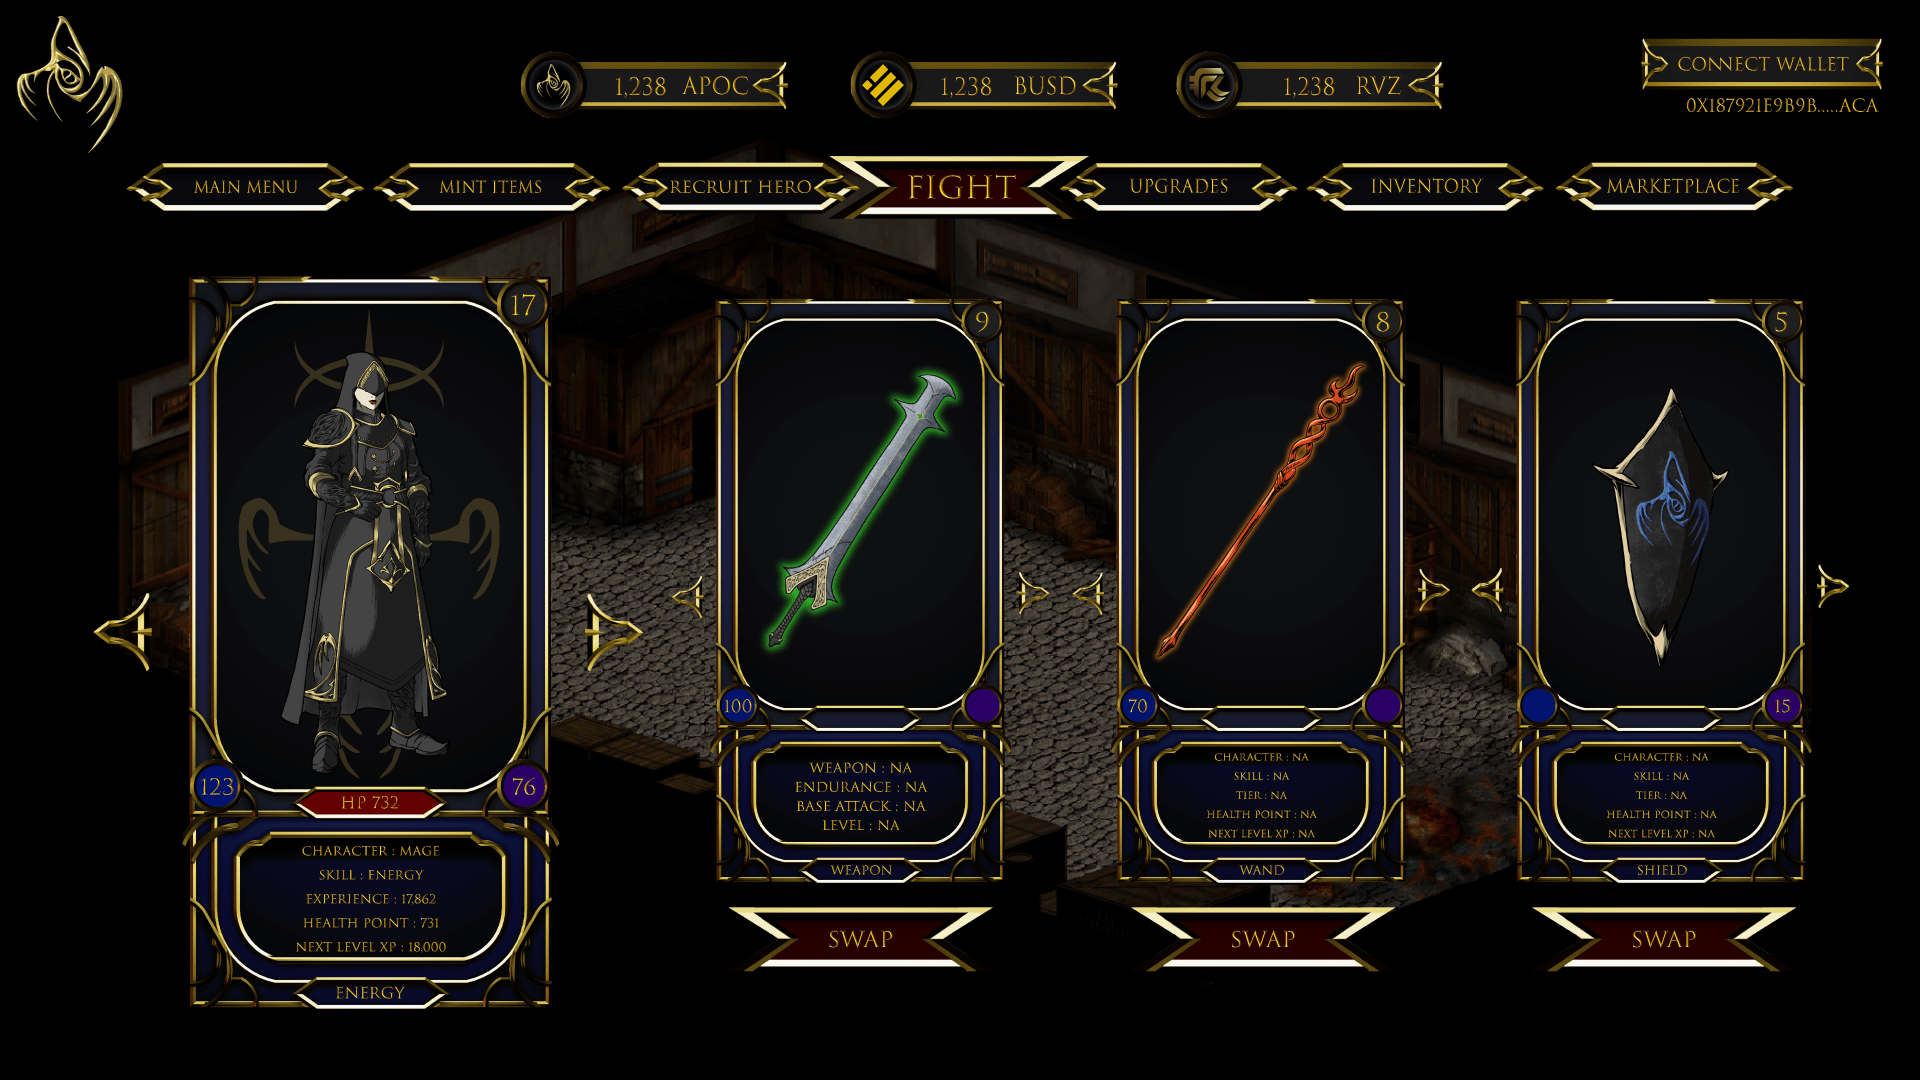 1,238 APOC
1,238 BUSD
1,238 RVZ
CONNECT WALLET
0X187921E9B9B.....ACA
MAIN MENU
MINT ITEMS
RECRUIT HERO
FIGHT
UPGRADES
INVENTORY
MARKETPLACE
17
123
76
HP 732
CHARACTER : MAGE
SKILL : ENERGY
EXPERIENCE : 17.862
HEALTH POINT : 731
NEXT LEVEL XP : 18,000
ENERGY
9
100
WEAPON : NA
ENDURANCE : NA
BASE ATTACK : NA
LEVEL : NA
WEAPON
SWAP
8
70
CHARACTER : NA
SKILL : NA
TIER : NA
HEALTH POINT : NA
NEXT LEVEL XP : NA
WAND
SWAP
5
15
CHARACTER : NA
SKILL : NA
TIER : NA
HEALTH POINT : NA
NEXT LEVEL XP : NA
SHIELD
SWAP